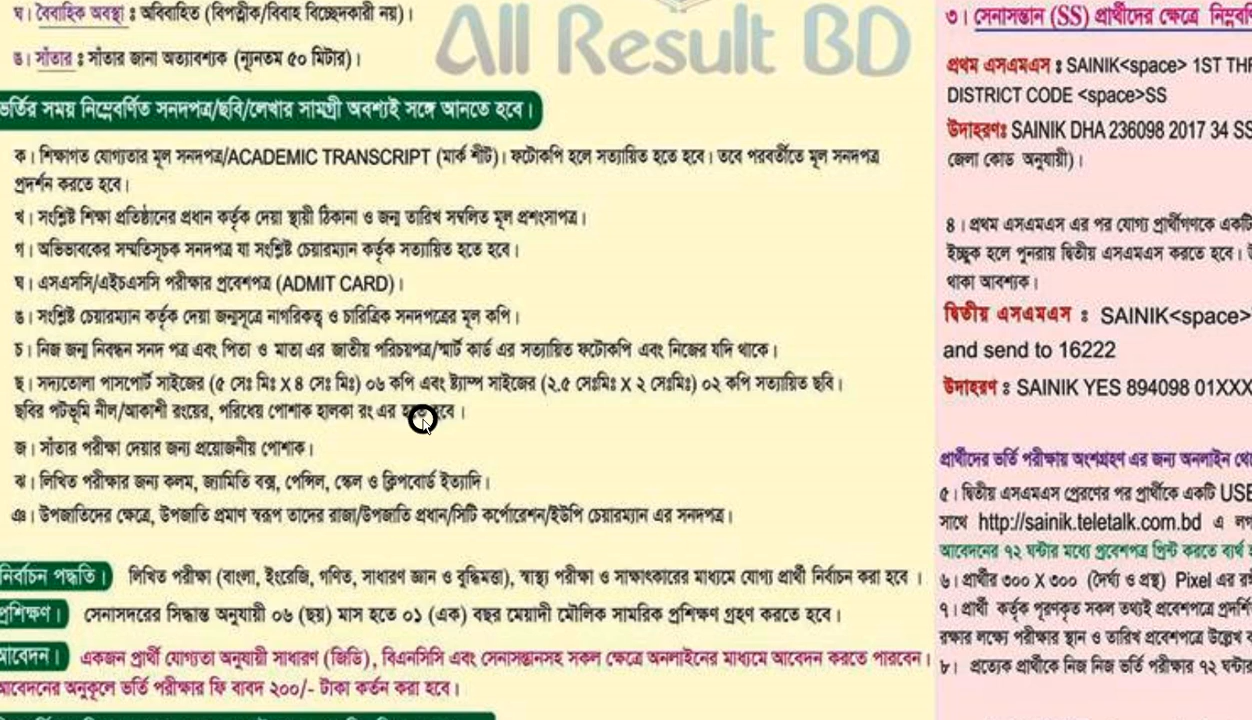 ঘ। বৈবাহিক অবস্থা ঃ অবিবাহিত (বিপত্নীক/বিবাহ বিচ্ছেদকারী নয়)।
All Result BD
ঙ। সাঁতার ঃ সাঁতার জানা অত্যাবশ্যক (ন্যূনতম ৫০ মিটার)।
ভর্তির সময় নিম্নেবর্ণিত সনদপত্র/ছবি/লেখার সামগ্রী অবশ্যই সঙ্গে আনতে হবে।
ক। শিক্ষাগত যোগ্যতার মূল সনদপত্র/ACADEMIC TRANSCRIPT (মার্ক শীট)। ফটোকপি হলে সত্যায়িত হতে হবে। তবে পরবর্তীতে মূল সনদপত্র
প্রদর্শন করতে হবে।
খ। সংশ্লিষ্ট শিক্ষা প্রতিষ্ঠানের প্রধান কর্তৃক দেয়া স্থায়ী ঠিকানা ও জন্ম তারিখ সম্বলিত মূল প্রশংসাপত্র।
গ। অভিভাবকের সম্মতিসূচক সনদপত্র যা সংশ্লিষ্ট চেয়ারম্যান কর্তৃক সত্যায়িত হতে হবে।
ঘ। এসএসসি/এইচএসসি পরীক্ষার প্রবেশপত্র (ADMIT CARD)।
ঙ। সংশ্লিষ্ট চেয়ারম্যান কর্তৃক দেয়া জন্মসূত্রে নাগরিকত্ব ও চারিত্রিক সনদপত্রের মূল কপি।
চ। নিজ জন্ম নিবন্ধন সনদ পত্র এবং পিতা ও মাতা এর জাতীয় পরিচয়পত্র/স্মার্ট কার্ড এর সত্যায়িত ফটোকপি এবং নিজের যদি থাকে।
ছ। সদ্যতোলা পাসপোর্ট সাইজের (৫ সেঃ মিঃ X ৪ সেঃ মিঃ) ০৬ কপি এবং ষ্ট্যাম্প সাইজের (২.৫ সেঃমিঃ X ২ সেঃমিঃ) ০২ কপি সত্যায়িত ছবি।
ছবির পটভূমি নীল/আকাশী রংয়ের, পরিধেয় পোশাক হালকা রং এর হতে হবে।
জ। সাঁতার পরীক্ষা দেয়ার জন্য প্রয়োজনীয় পোশাক।
ঝ। লিখিত পরীক্ষার জন্য কলম, জ্যামিতি বক্স, পেন্সিল, স্কেল ও ক্লিপবোর্ড ইত্যাদি।
ঞ। উপজাতিদের ক্ষেত্রে, উপজাতি প্রমাণ স্বরূপ তাদের রাজা/উপজাতি প্রধান/সিটি কর্পোরেশন/ইউপি চেয়ারম্যান এর সনদপত্র।
নির্বাচন পদ্ধতি। লিখিত পরীক্ষা (বাংলা, ইংরেজি, গণিত, সাধারণ জ্ঞান ও বুদ্ধিমত্তা), স্বাস্থ্য পরীক্ষা ও সাক্ষাৎকারের মাধ্যমে যোগ্য প্রার্থী নির্বাচন করা হবে ।
প্রশিক্ষণ। সেনাসদরের সিদ্ধান্ত অনুযায়ী ০৬ (ছয়) মাস হতে ০১ (এক) বছর মেয়াদী মৌলিক সামরিক প্রশিক্ষণ গ্রহণ করতে হবে।
আবেদন। একজন প্রার্থী যোগ্যতা অনুযায়ী সাধারণ (জিডি), বিএনসিসি এবং সেনাসন্তানসহ সকল ক্ষেত্রে অনলাইনের মাধ্যমে আবেদন করতে পারবেন।
আবেদনের অনুকূলে ভর্তি পরীক্ষার ফি বাবদ ২০০/- টাকা কর্তন করা হবে।
৩। সেনাসন্তান (SS) প্রার্থীদের ক্ষেত্রে
প্রথম এসএমএস ঃ SAINIK<space> 1ST
DISTRICT CODE <space>SS
উদাহরণঃ SAINIK DHA 236098 2017 34 SS
জেলা কোড অনুযায়ী)।
৪। প্রথম এসএমএস এর পর যোগ্য প্রার্থীগণকে একটি
ইচ্ছুক হলে পুনরায় দ্বিতীয় এসএমএস করতে হবে।
থাকা আবশ্যক।
দ্বিতীয় এসএমএস ঃ SAINIK<space>
and send to 16222
উদাহরণ ঃ SAINIK YES 894098 01XXX
প্রার্থীদের ভর্তি পরীক্ষায় অংশগ্রহণ এর জন্য অনলাইন
৫। দ্বিতীয় এসএমএস প্রেরণের পর প্রার্থীকে একটি USE
সাথে http://sainik.teletalk.com.bd এ
আবেদনের ৭২ ঘন্টার মধ্যে প্রবেশপত্র প্রিন্ট করতে ব্যর্থ
৬। প্রার্থীর ৩০০ X ৩০০ (দৈর্ঘ্য ও প্রস্থ) Pixel এর
৭। প্রার্থী কর্তৃক পূরণকৃত সকল তথ্যই প্রবেশপত্রে
রক্ষার লক্ষ্যে পরীক্ষার স্থান ও তারিখ প্রবেশপত্রে উল্লেখ
৮। প্রত্যেক প্রার্থীকে নিজ নিজ ভর্তি পরীক্ষার ৭২ ঘন্টার